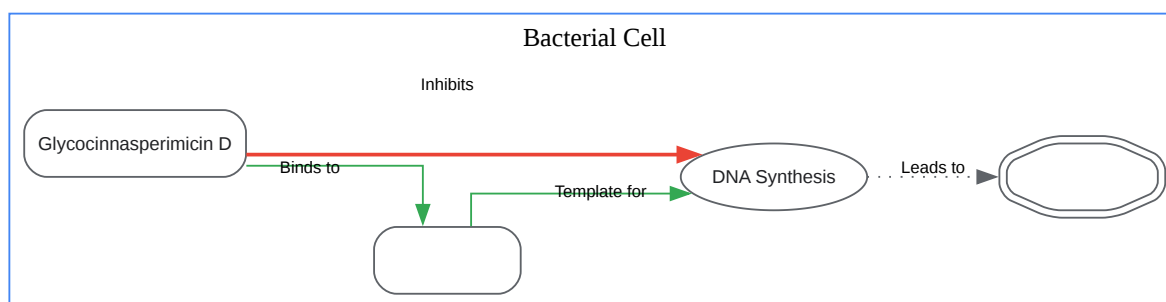 Bacterial Cell
Inhibits
Glycocinnasperimicin D
Binds to
Template for
DNA Synthesis
Leads to